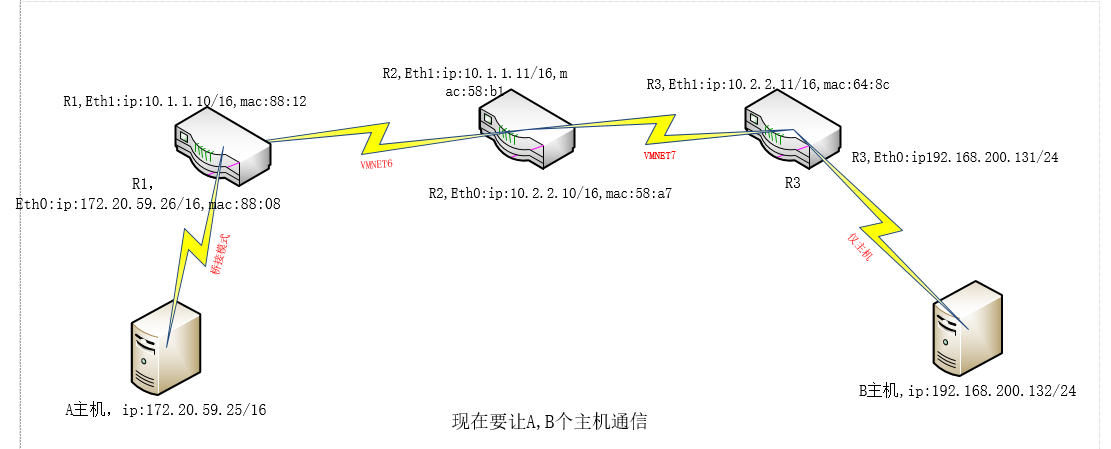 R2,Eth1:ip:10.1.1.11/16,m
ac:58:b1
R3,Eth1:ip:10.2.2.11/16,mac:64:8c
R1,Eth1:ip:10.1.1.10/16,mac:88:12
VMNET6
VMNET7
R3,Eth0:ip192.168.200.131/24
R1,
Eth0:ip:172.20.59.26/16,mac:88:08
R2,Eth0:ip:10.2.2.10/16,mac:58:a7
R3
桥接模式
仅主机
A主机，ip:172.20.59.25/16
B主机,ip:192.168.200.132/24
现在要让A,B个主机通信